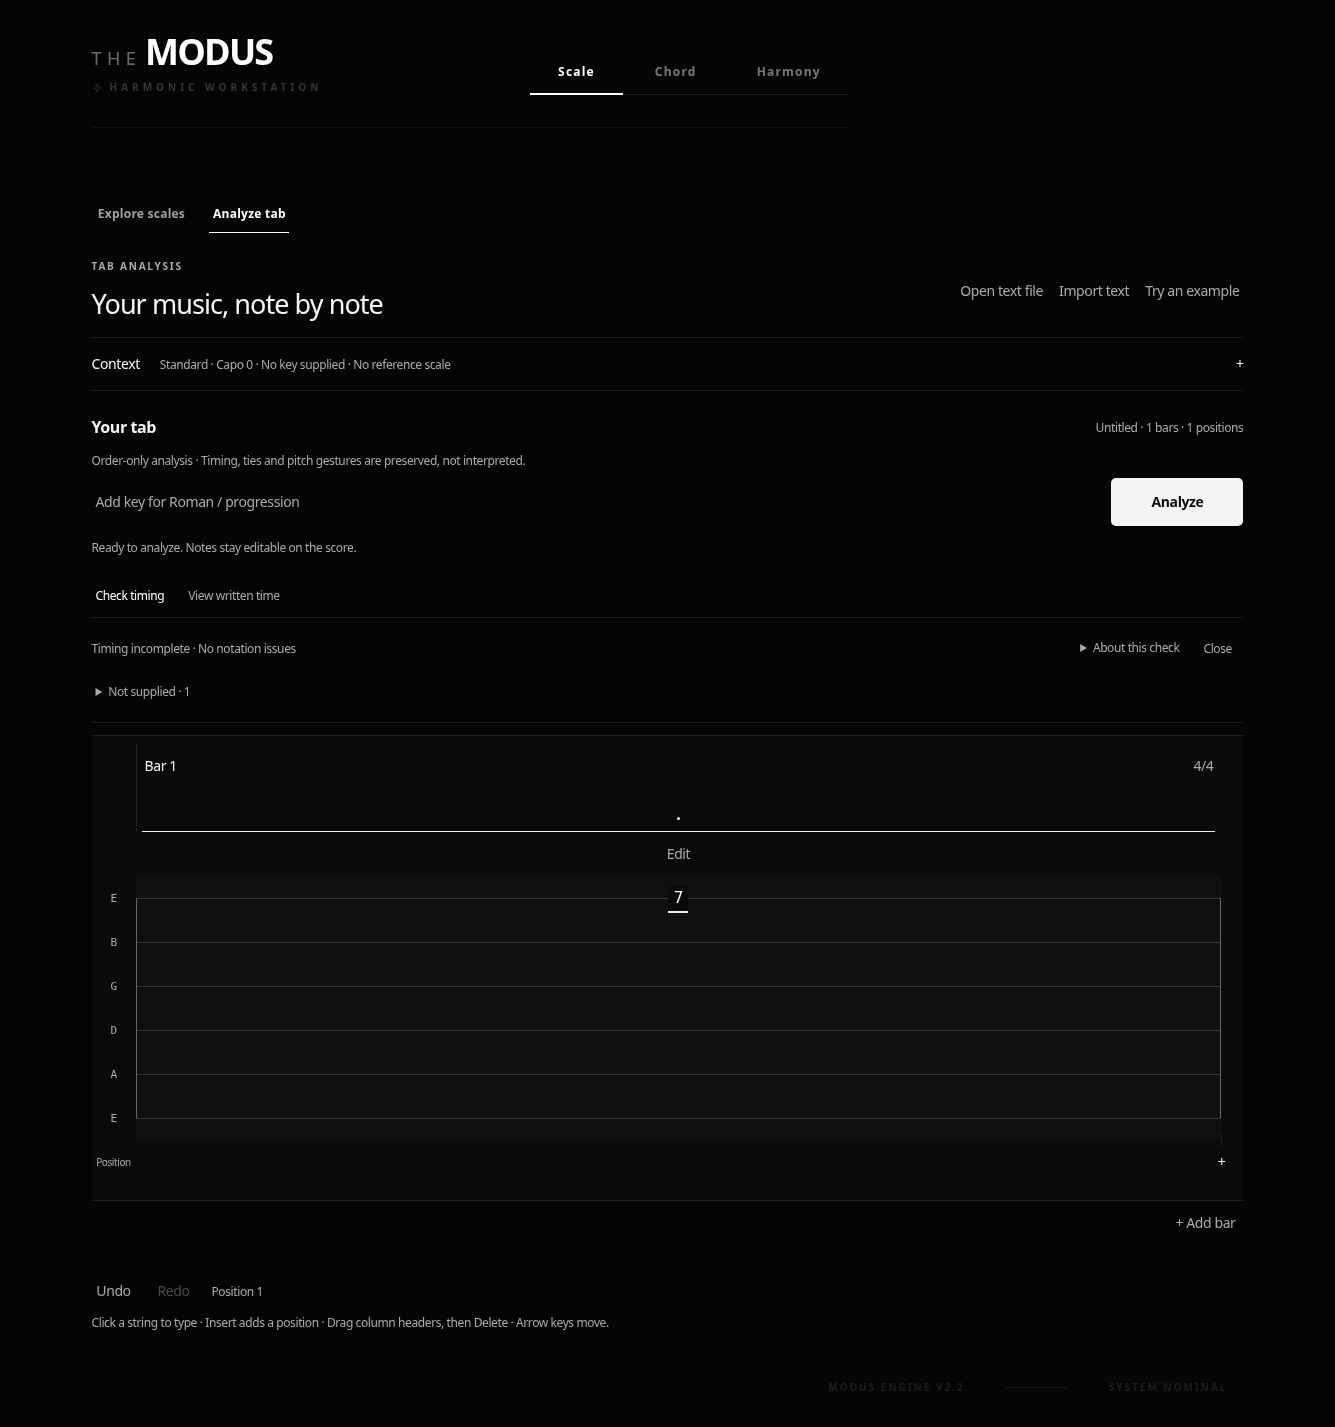 THE MODUS
HARMONIC WORKSTATION
Scale Chord Harmony
Explore scales Analyze tab
TAB ANALYSIS
Your music, note by note
Open text file Import text Try an example
Context Standard · Capo 0 · No key supplied · No reference scale +
Your tab Untitled · 1 bars · 1 positions
Order-only analysis · Timing, ties and pitch gestures are preserved, not interpreted.
Add key for Roman / progression Analyze
Ready to analyze. Notes stay editable on the score.
Check timing View written time
Timing incomplete · No notation issues ▶ About this check Close
▶ Not supplied · 1
Bar 1 4/4
·
Edit
E 7
B
G
D
A
E
Position +
+ Add bar
Undo Redo Position 1
Click a string to type · Insert adds a position · Drag column headers, then Delete · Arrow keys move.
MODUS ENGINE V2.2 SYSTEM NOMINAL